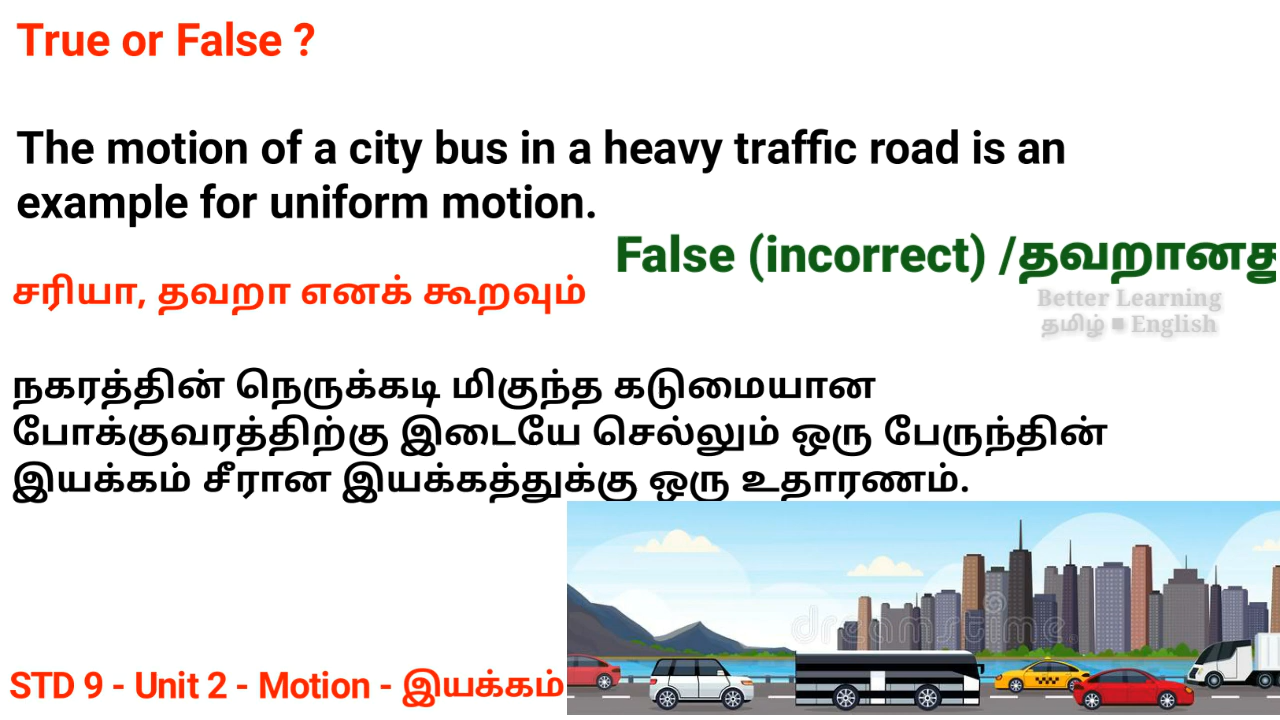 True or False ?
The motion of a city bus in a heavy traffic road is an
example for uniform motion.
False (incorrect) /தவறானது
சரியா, தவறா எனக் கூறவும்
Better Learning
தமிழ் ■ English
நகரத்தின் நெருக்கடி மிகுந்த கடுமையான
போக்குவரத்திற்கு இடையே செல்லும் ஒரு பேருந்தின்
இயக்கம் சீரான இயக்கத்துக்கு ஒரு உதாரணம்.
dreamstime.
STD 9 - Unit 2 - Motion - இயக்கம்